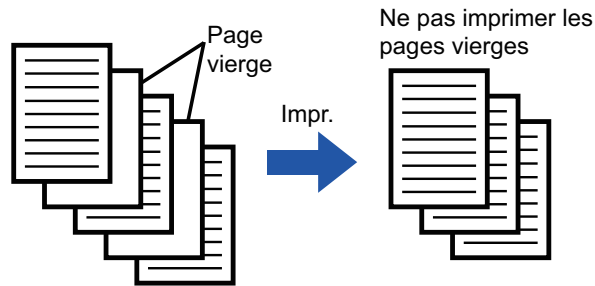 Page
vierge
Impr.
Ne pas imprimer les
pages vierges